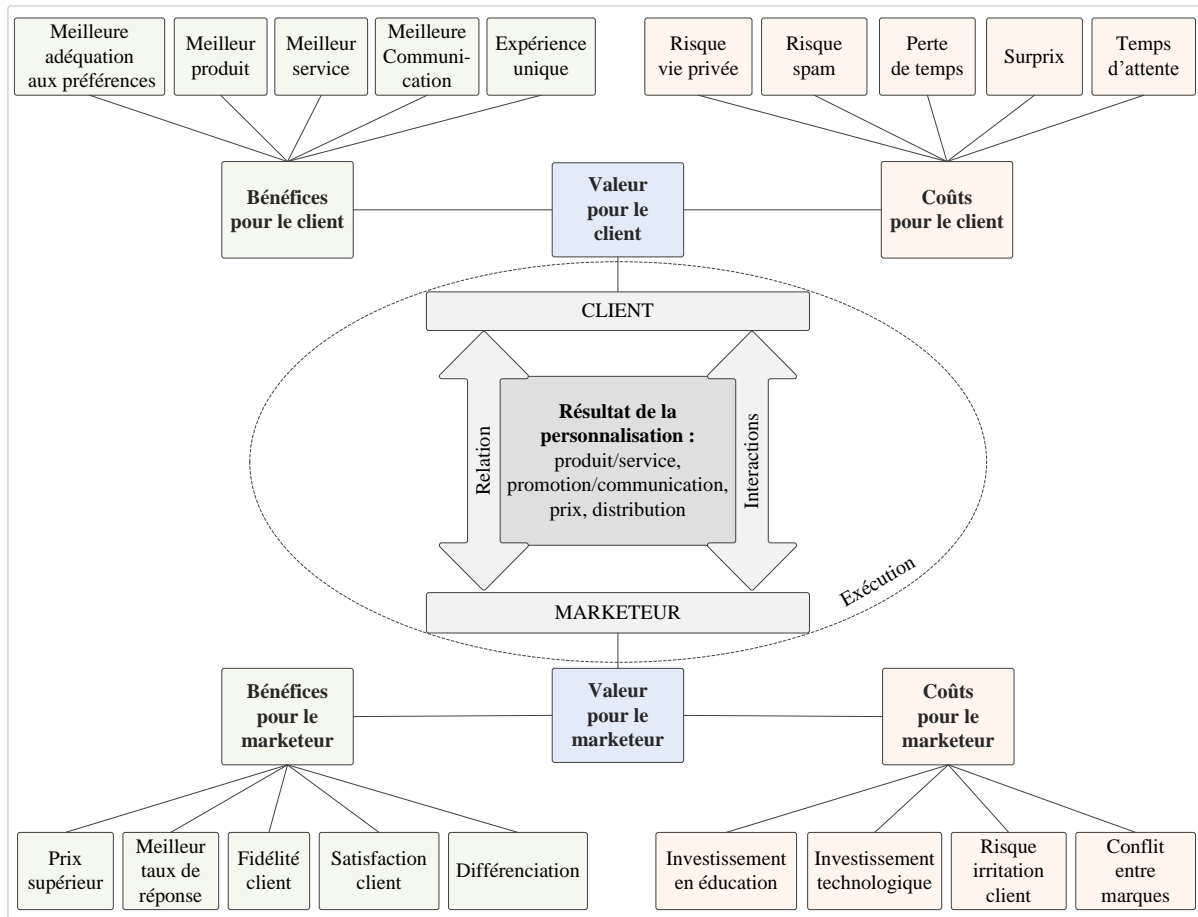 Meilleure
adéquation
aux préférences
Meilleur
produit
Meilleur
service
Meilleure
Communi-
cation
Expérience
unique
Risque
vie privée
Risque
spam
Perte
de temps
Surprix
Temps
d’attente
Bénéfices
pour le client
Valeur
pour le
client
Coûts
pour le client
CLIENT
Relation
Résultat de la
personnalisation :
produit/service,
promotion/communication,
prix, distribution
Interactions
MARKETEUR
Exécution
Bénéfices
pour le
marketeur
Valeur
pour le
marketeur
Coûts
pour le
marketeur
Prix
supérieur
Meilleur
taux de
réponse
Fidélité
client
Satisfaction
client
Différenciation
Investissement
en éducation
Investissement
technologique
Risque
irritation
client
Conflit
entre
marques